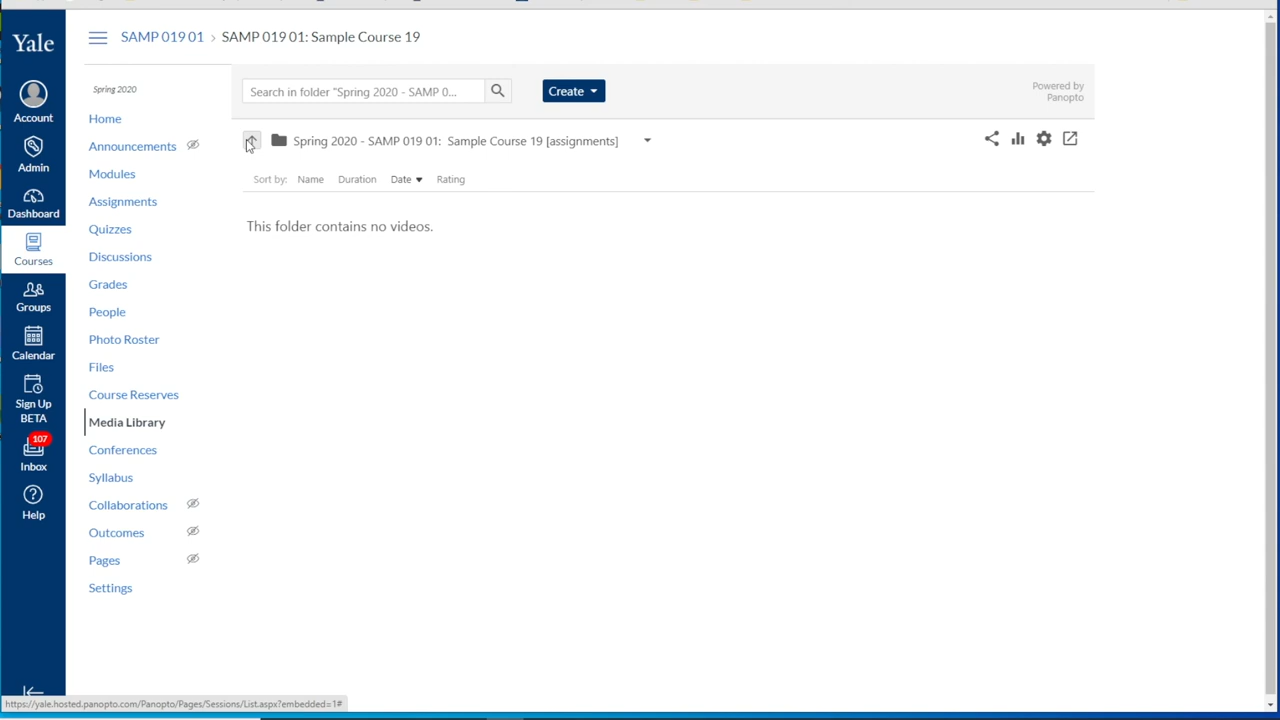 Yale
Account
Admin
Dashboard
Courses
Groups
Calendar
Sign Up
BETA
107
Inbox
Help
SAMP 019 01 > SAMP 019 01: Sample Course 19
Spring 2020
Home
Announcements
Modules
Assignments
Quizzes
Discussions
Grades
People
Photo Roster
Files
Course Reserves
Media Library
Conferences
Syllabus
Collaborations
Outcomes
Pages
Settings
Search in folder "Spring 2020 - SAMP 0...
Create
Powered by
Panopto
Spring 2020 - SAMP 019 01: Sample Course 19 [assignments]
Sort by: Name Duration Date Rating
This folder contains no videos.
https://yale.hosted.panopto.com/Panopto/Pages/Sessions/List.aspx?embedded=1#